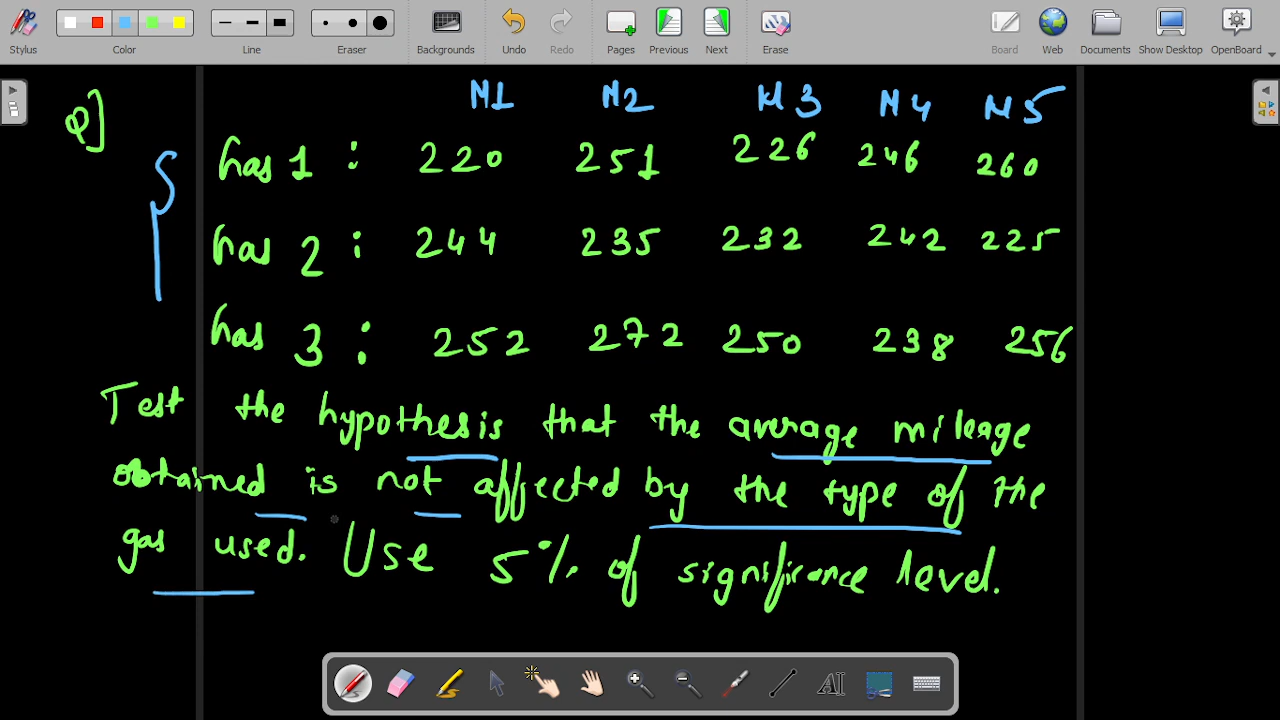 Stylus Color Line Eraser Backgrounds Undo Redo Pages Previous Next Erase Board Web Documents Show Desktop OpenBoard
Q]
M1 M2 M3 M4 M5
Gas 1 : 220 251 226 246 260
Gas 2 : 244 235 232 242 225
Gas 3 : 252 272 250 238 256
Test the hypothesis that the average mileage
obtained is not affected by the type of the
gas used. Use 5% of significance level.